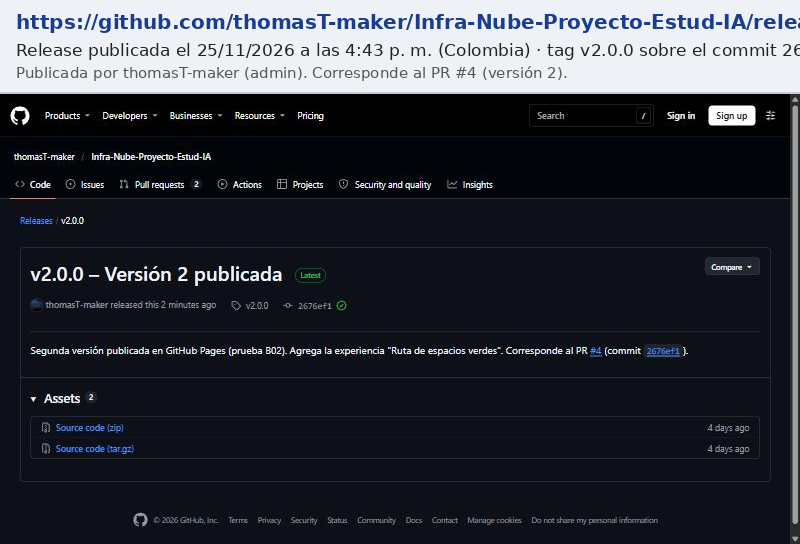 https://github.com/thomasT-maker/Infra-Nube-Proyecto-Estud-IA/rele
Release publicada el 25/11/2026 a las 4:43 p. m. (Colombia) · tag v2.0.0 sobre el commit 26
Publicada por thomasT-maker (admin). Corresponde al PR #4 (versión 2).
Products Developers Businesses Resources Pricing Search / Sign in Sign up
thomasT-maker / Infra-Nube-Proyecto-Estud-IA
<> Code Issues Pull requests 2 Actions Projects Security and quality Insights
Releases / v2.0.0
v2.0.0 – Versión 2 publicada Latest Compare
thomasT-maker released this 2 minutes ago v2.0.0 2676ef1
Segunda versión publicada en GitHub Pages (prueba B02). Agrega la experiencia "Ruta de espacios verdes". Corresponde al PR #4 (commit 2676ef1 ).
Assets 2
Source code (zip) 4 days ago
Source code (tar.gz) 4 days ago
© 2026 GitHub, Inc. Terms Privacy Security Status Community Docs Contact Manage cookies Do not share my personal information